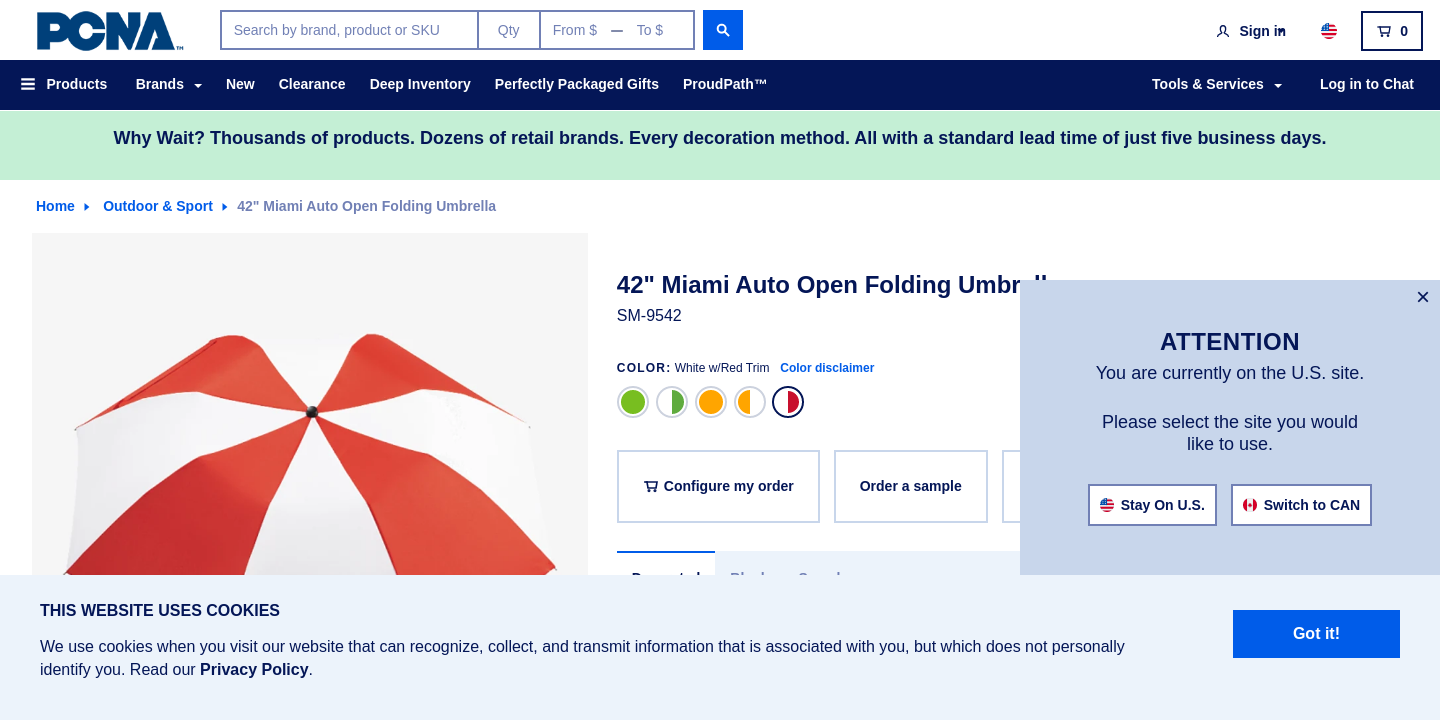 PCNA™
Search by brand, product or SKU
Qty
From $ — To $
Sign in
0
Products
Brands
New
Clearance
Deep Inventory
Perfectly Packaged Gifts
ProudPath™
Tools & Services
Log in to Chat
Why Wait? Thousands of products. Dozens of retail brands. Every decoration method. All with a standard lead time of just five business days.
Home
Outdoor & Sport
42" Miami Auto Open Folding Umbrella
42" Miami Auto Open Folding Umbrella
SM-9542
COLOR: White w/Red Trim Color disclaimer
Configure my order
Order a sample
×
ATTENTION
You are currently on the U.S. site.
Please select the site you would
like to use.
Stay On U.S.
Switch to CAN
THIS WEBSITE USES COOKIES
We use cookies when you visit our website that can recognize, collect, and transmit information that is associated with you, but which does not personally
identify you. Read our Privacy Policy.
Got it!